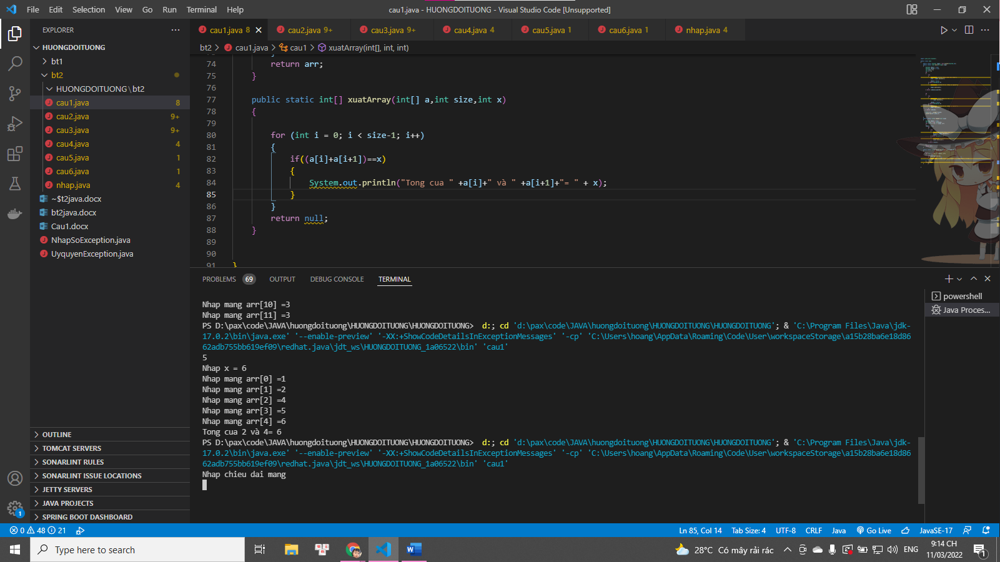 File Edit Selection View Go Run Terminal Help
cau1.java - HUONGDOITUONG - Visual Studio Code [Unsupported]
EXPLORER
HUONGDOITUONG
bt1
bt2
HUONGDOITUONG\bt2
cau1.java 8
cau2.java 9+
cau3.java 9+
cau4.java 4
cau5.java 1
cau6.java 1
nhap.java 4
~$t2java.docx
bt2java.docx
Cau1.docx
NhapSoException.java
UyquyenException.java
OUTLINE
TOMCAT SERVERS
SONARLINT RULES
SONARLINT ISSUE LOCATIONS
JETTY SERVERS
JAVA PROJECTS
SPRING BOOT DASHBOARD
cau1.java 8 cau2.java 9+ cau3.java 9+ cau4.java 4 cau5.java 1 cau6.java 1 nhap.java 4
bt2 > cau1.java > cau1 > xuatArray(int[], int, int)
74 return arr;
75 }
76
77 public static int[] xuatArray(int[] a,int size,int x)
78 {
79
80 for (int i = 0; i < size-1; i++)
81 {
82 if((a[i]+a[i+1])==x)
83 {
84 System.out.println("Tong cua " +a[i]+" và " +a[i+1]+"= " + x);
85 }
86 }
87 return null;
88 }
89
90
91 }
PROBLEMS 69 OUTPUT DEBUG CONSOLE TERMINAL
powershell
Java Proces...
Nhap mang arr[10] =3
Nhap mang arr[11] =3
PS D:\pax\code\JAVA\huongdoituong\HUONGDOITUONG\HUONGDOITUONG> d:; cd 'd:\pax\code\JAVA\huongdoituong\HUONGDOITUONG\HUONGDOITUONG'; & 'C:\Program Files\Java\jdk-
17.0.2\bin\java.exe' '--enable-preview' '-XX:+ShowCodeDetailsInExceptionMessages' '-cp' 'C:\Users\hoang\AppData\Roaming\Code\User\workspaceStorage\a15b28ba6e18d86
62adb755bb619ef09\redhat.java\jdt_ws\HUONGDOITUONG_1a06522\bin' 'cau1'
5
Nhap x = 6
Nhap mang arr[0] =1
Nhap mang arr[1] =2
Nhap mang arr[2] =4
Nhap mang arr[3] =5
Nhap mang arr[4] =6
Tong cua 2 và 4= 6
PS D:\pax\code\JAVA\huongdoituong\HUONGDOITUONG\HUONGDOITUONG> d:; cd 'd:\pax\code\JAVA\huongdoituong\HUONGDOITUONG\HUONGDOITUONG'; & 'C:\Program Files\Java\jdk-
17.0.2\bin\java.exe' '--enable-preview' '-XX:+ShowCodeDetailsInExceptionMessages' '-cp' 'C:\Users\hoang\AppData\Roaming\Code\User\workspaceStorage\a15b28ba6e18d86
62adb755bb619ef09\redhat.java\jdt_ws\HUONGDOITUONG_1a06522\bin' 'cau1'
Nhap chieu dai mang
0 48 21
Ln 85, Col 14 Tab Size: 4 UTF-8 CRLF Java Go Live JavaSE-17
Type here to search
28°C Có mây rải rác
ENG
9:14 CH
11/03/2022
1